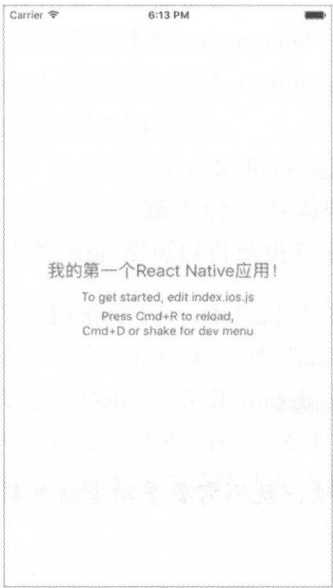 Carrier 6:13 PM
我的第一个React Native应用！
To get started, edit index.ios.js
Press Cmd+R to reload,
Cmd+D or shake for dev menu